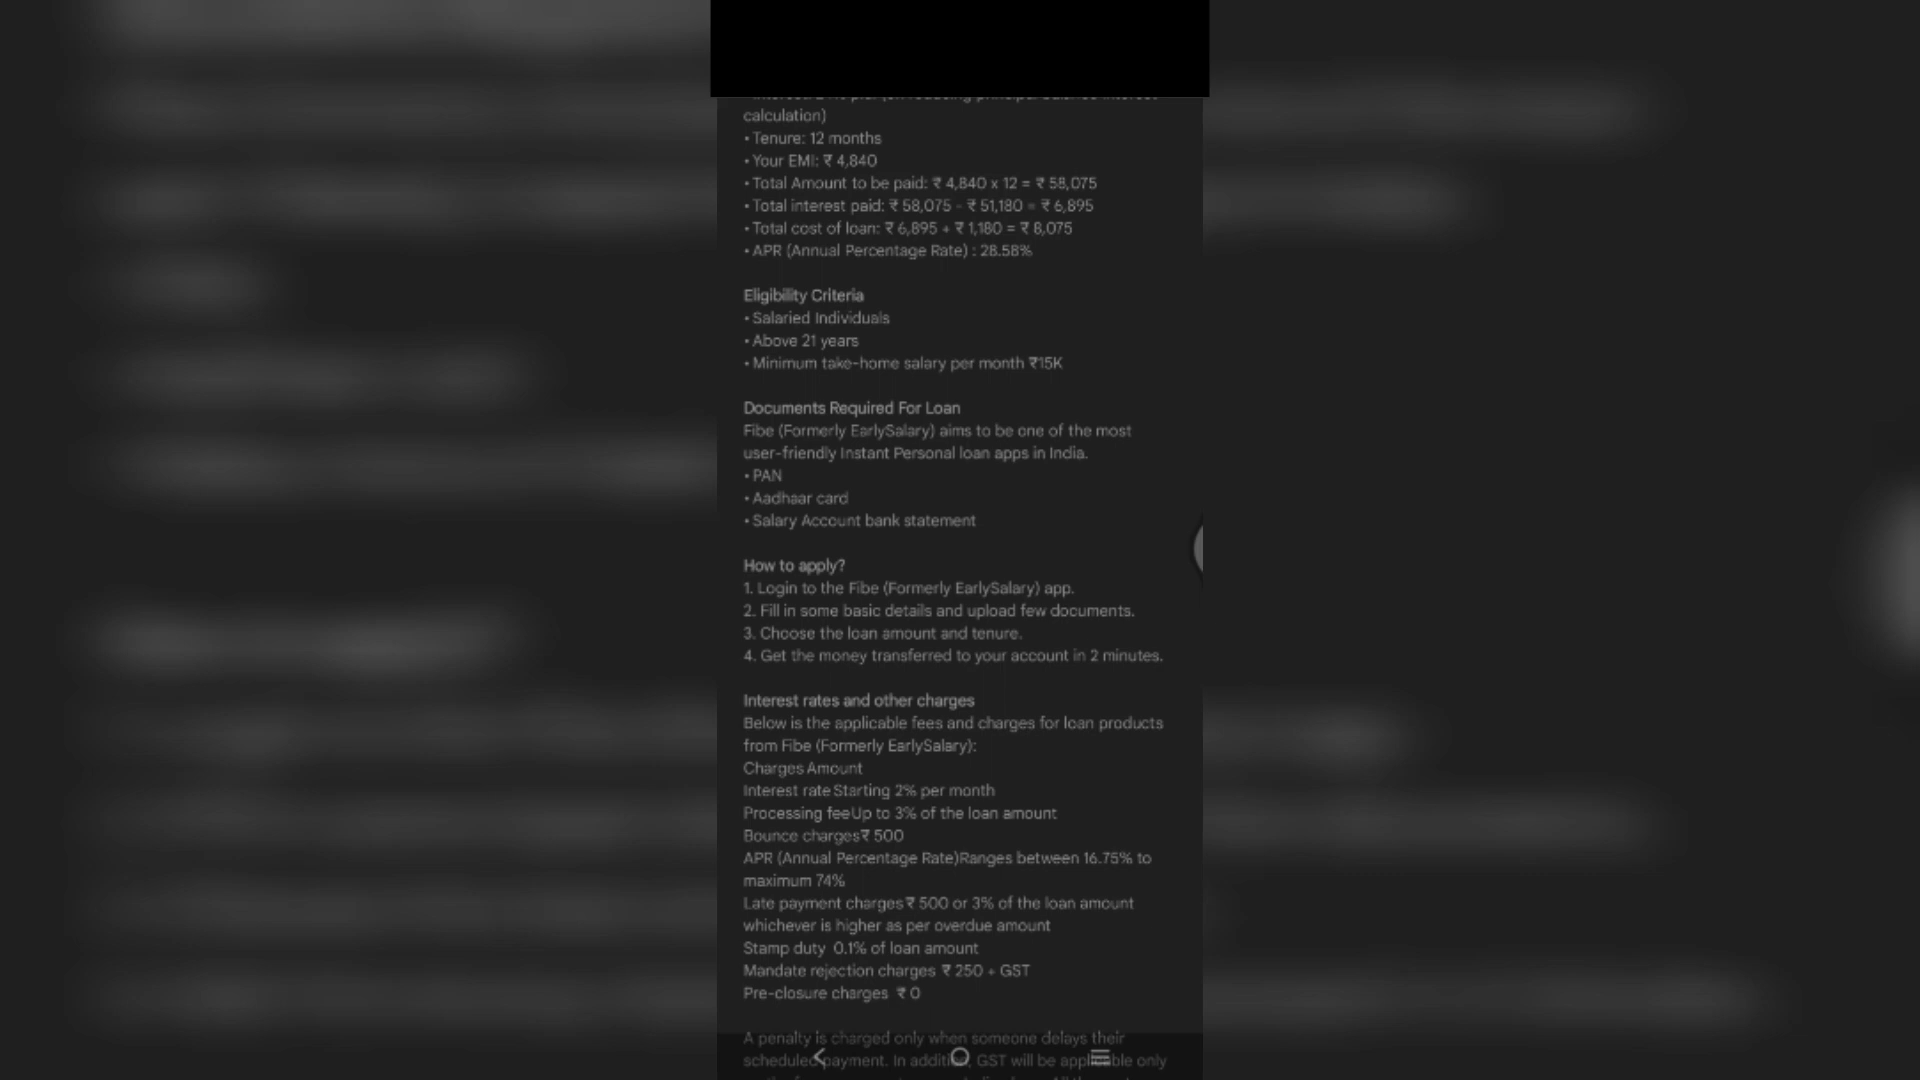 calculation)
• Tenure: 12 months
• Your EMI: ₹ 4,840
• Total Amount to be paid: ₹ 4,840 x 12 = ₹ 58,075
• Total interest paid: ₹ 58,075 - ₹ 51,180 = ₹ 6,895
• Total cost of loan: ₹ 6,895 + ₹ 1,180 = ₹ 8,075
• APR (Annual Percentage Rate) : 28.58%
Eligibility Criteria
• Salaried Individuals
• Above 21 years
• Minimum take-home salary per month ₹15K
Documents Required For Loan
Fibe (Formerly EarlySalary) aims to be one of the most
user-friendly Instant Personal loan apps in India.
• PAN
• Aadhaar card
• Salary Account bank statement
How to apply?
1. Login to the Fibe (Formerly EarlySalary) app.
2. Fill in some basic details and upload few documents.
3. Choose the loan amount and tenure.
4. Get the money transferred to your account in 2 minutes.
Interest rates and other charges
Below is the applicable fees and charges for loan products
from Fibe (Formerly EarlySalary):
Charges Amount
Interest rate Starting 2% per month
Processing feeUp to 3% of the loan amount
Bounce charges₹ 500
APR (Annual Percentage Rate)Ranges between 16.75% to
maximum 74%
Late payment charges₹ 500 or 3% of the loan amount
whichever is higher as per overdue amount
Stamp duty 0.1% of loan amount
Mandate rejection charges ₹ 250 + GST
Pre-closure charges ₹ 0
A penalty is charged only when someone delays their
scheduled payment. In addition, GST will be applicable only